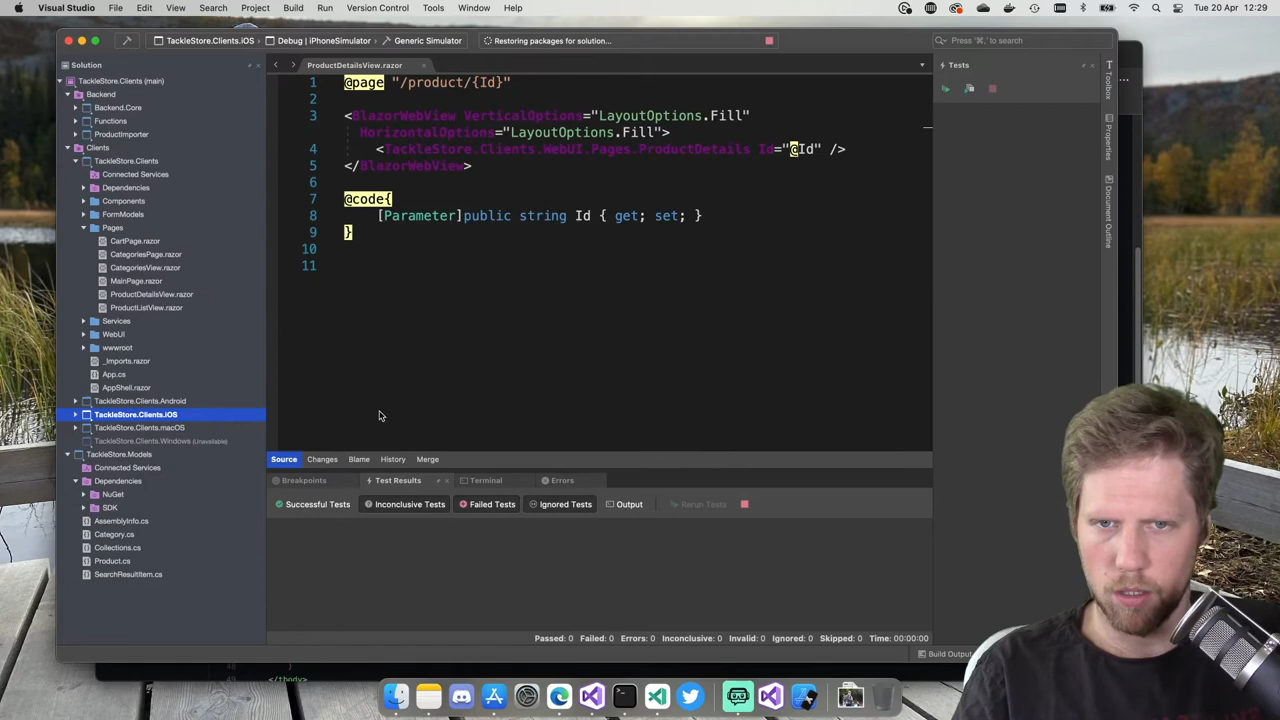 Visual Studio File Edit View Search Project Build Run Version Control Tools Window Help Tue 20 Apr 12:29
TackleStore.Clients.iOS Debug | iPhoneSimulator Generic Simulator Restoring packages for solution... Press '⌘.' to search
Solution
TackleStore.Clients (main)
Backend
Backend.Core
Functions
ProductImporter
Clients
TackleStore.Clients
Connected Services
Dependencies
Components
FormModels
Pages
CartPage.razor
CategoriesPage.razor
CategoriesView.razor
MainPage.razor
ProductDetailsView.razor
ProductListView.razor
Services
WebUI
wwwroot
_Imports.razor
App.cs
AppShell.razor
TackleStore.Clients.Android
TackleStore.Clients.iOS
TackleStore.Clients.macOS
TackleStore.Clients.Windows (Unavailable)
TackleStore.Models
Connected Services
Dependencies
NuGet
SDK
AssemblyInfo.cs
Category.cs
Collections.cs
Product.cs
SearchResultItem.cs
ProductDetailsView.razor
1 @page "/product/{Id}"
2
3 <BlazorWebView VerticalOptions="LayoutOptions.Fill"
HorizontalOptions="LayoutOptions.Fill">
4 <TackleStore.Clients.WebUI.Pages.ProductDetails Id="@Id" />
5 </BlazorWebView>
6
7 @code{
8 [Parameter]public string Id { get; set; }
9 }
10
11
Source Changes Blame History Merge
Breakpoints Test Results Terminal Errors
Successful Tests Inconclusive Tests Failed Tests Ignored Tests Output Rerun Tests
Passed: 0 Failed: 0 Errors: 0 Inconclusive: 0 Invalid: 0 Ignored: 0 Skipped: 0 Time: 00:00:00
Build Output
Tests
Toolbox
Properties
Document Outline
48 }
49 </tbody>